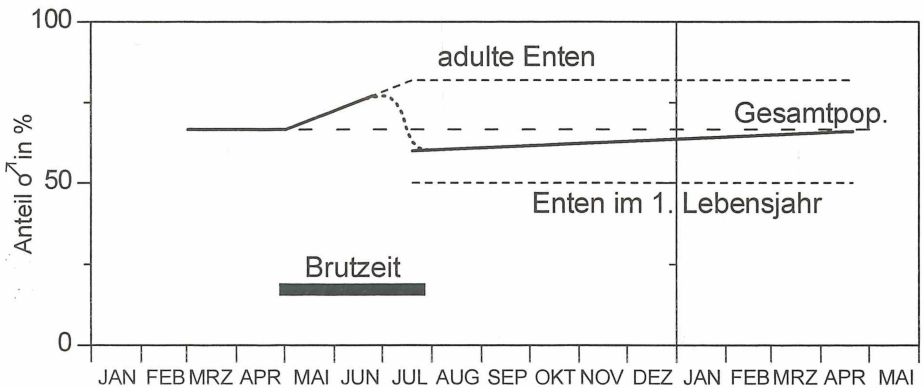 100
adulte Enten
Gesamtpop.
50
Enten im 1. Lebensjahr
Anteil ♂ in %
Brutzeit
0
JAN FEB MRZ APR MAI JUN JUL AUG SEP OKT NOV DEZ JAN FEB MRZ APR MAI